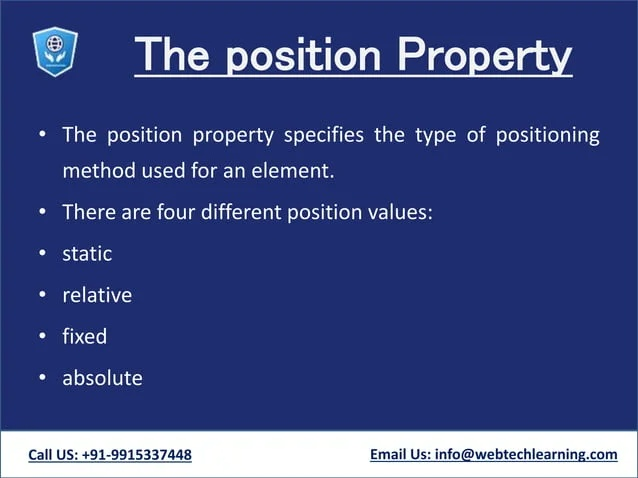 The position Property
• The position property specifies the type of positioning
method used for an element.
• There are four different position values:
• static
• relative
• fixed
• absolute
Call US: +91-9915337448
Email Us: info@webtechlearning.com